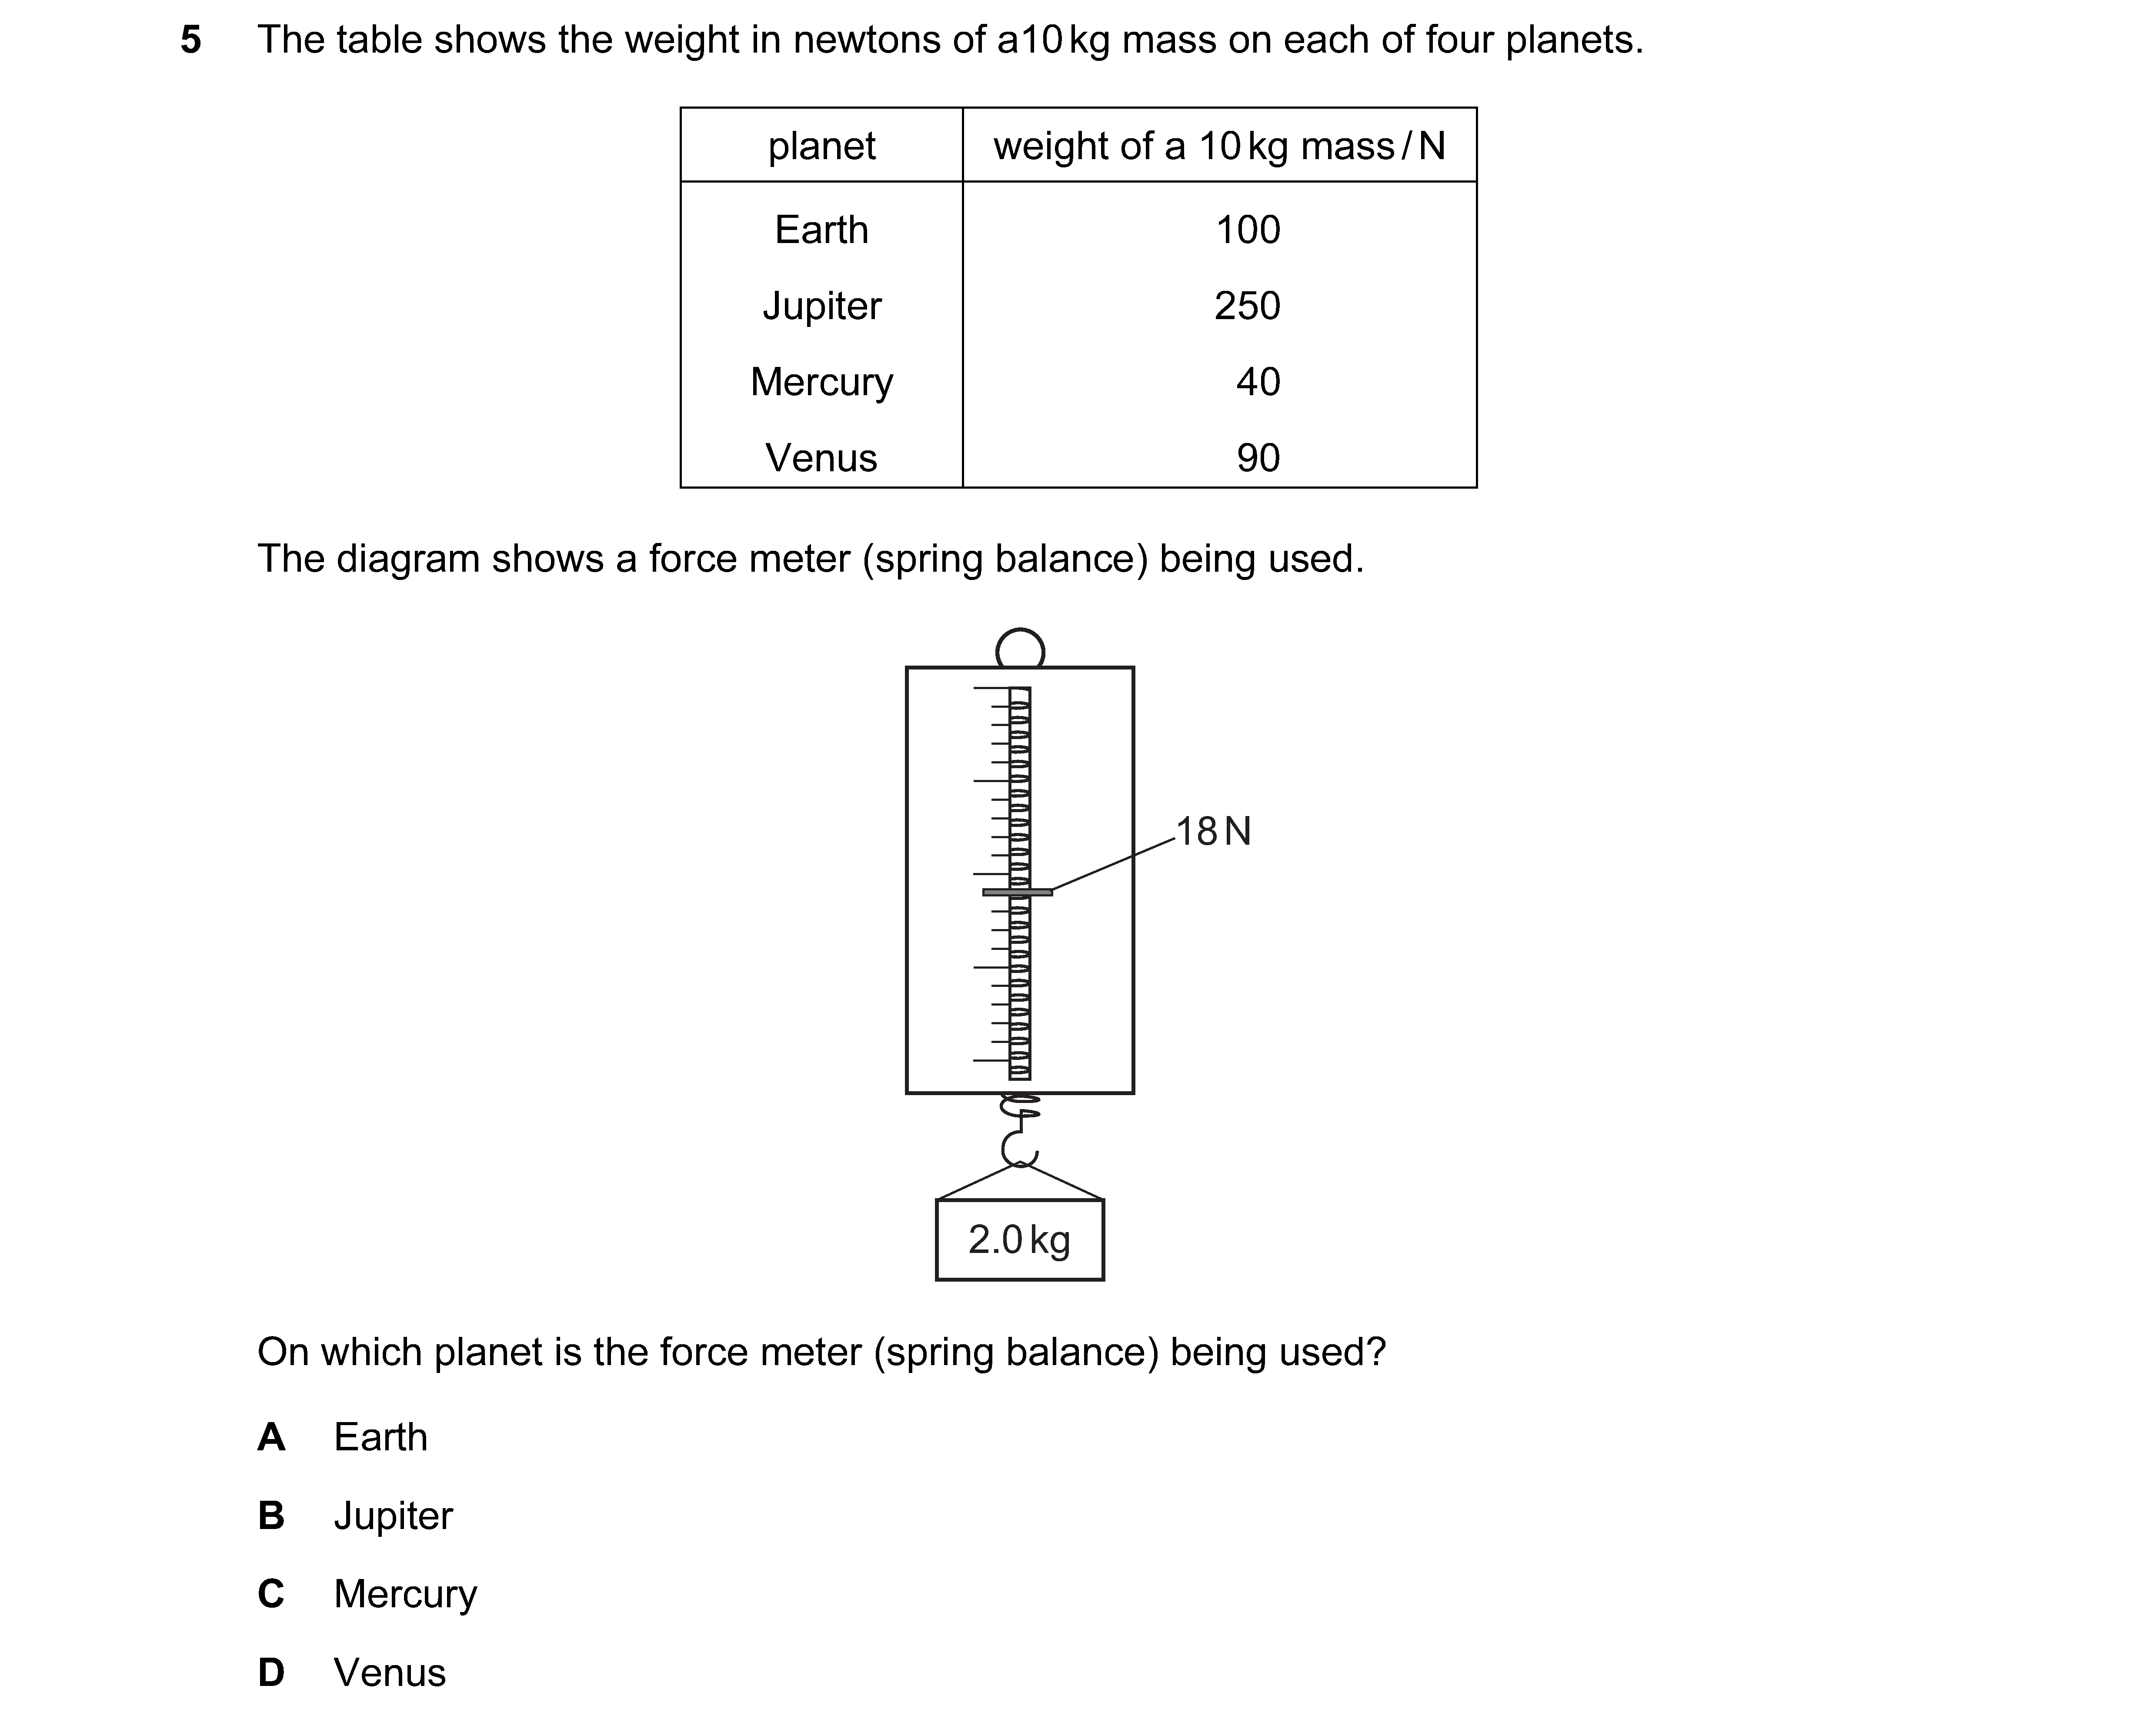 5 The table shows the weight in newtons of a10 kg mass on each of four planets.
planet weight of a 10 kg mass / N
Earth 100
Jupiter 250
Mercury 40
Venus 90
The diagram shows a force meter (spring balance) being used.
18 N
2.0 kg
On which planet is the force meter (spring balance) being used?
A Earth
B Jupiter
C Mercury
D Venus